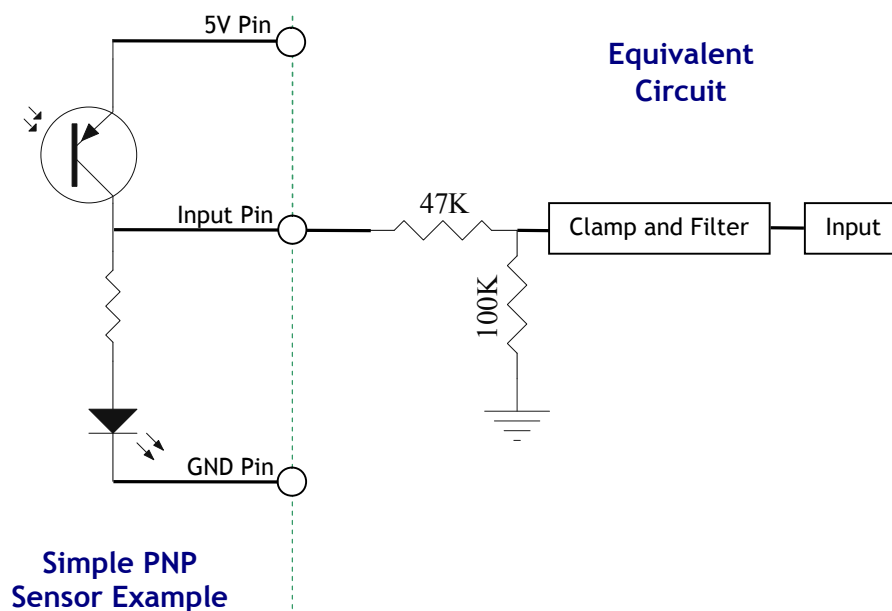 5V Pin
Equivalent
Circuit
Input Pin
47K
Clamp and Filter
Input
100K
GND Pin
Simple PNP
Sensor Example